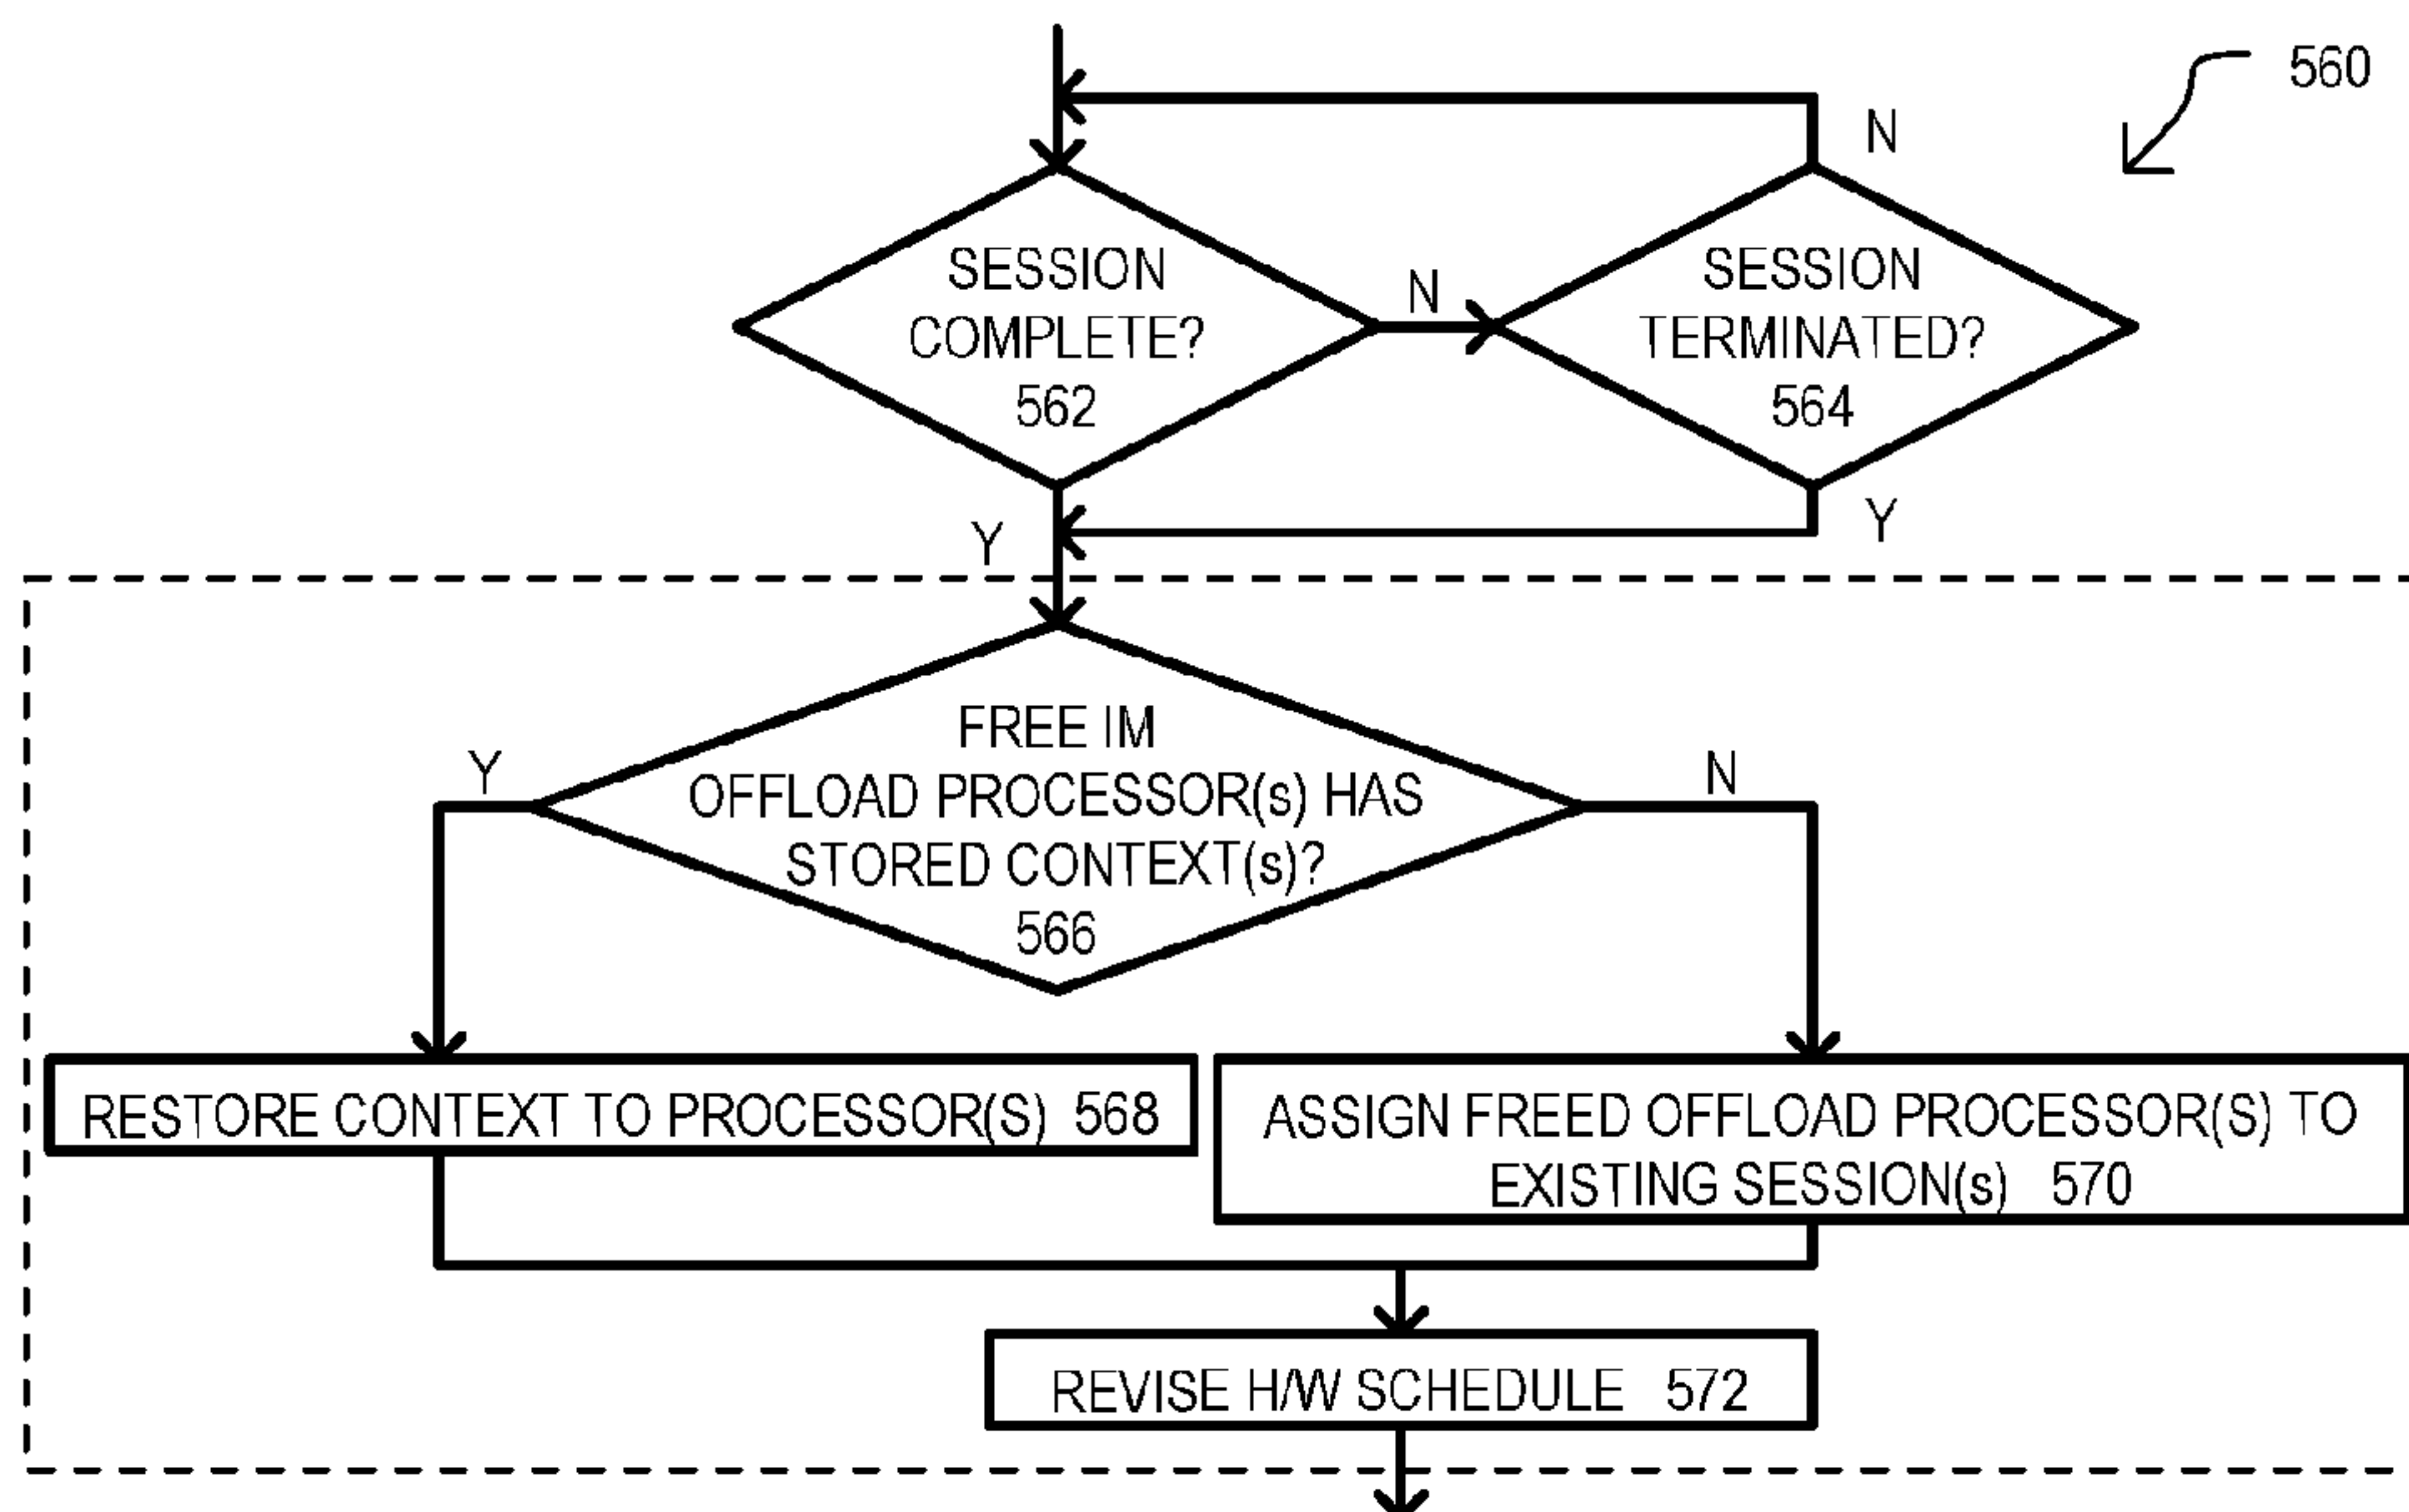 560
N
SESSION
COMPLETE?
562
N
SESSION
TERMINATED?
564
Y
Y
FREE IM
OFFLOAD PROCESSOR(s) HAS
STORED CONTEXT(s)?
566
Y
N
RESTORE CONTEXT TO PROCESSOR(S) 568
ASSIGN FREED OFFLOAD PROCESSOR(S) TO
EXISTING SESSION(s) 570
REVISE H/W SCHEDULE 572